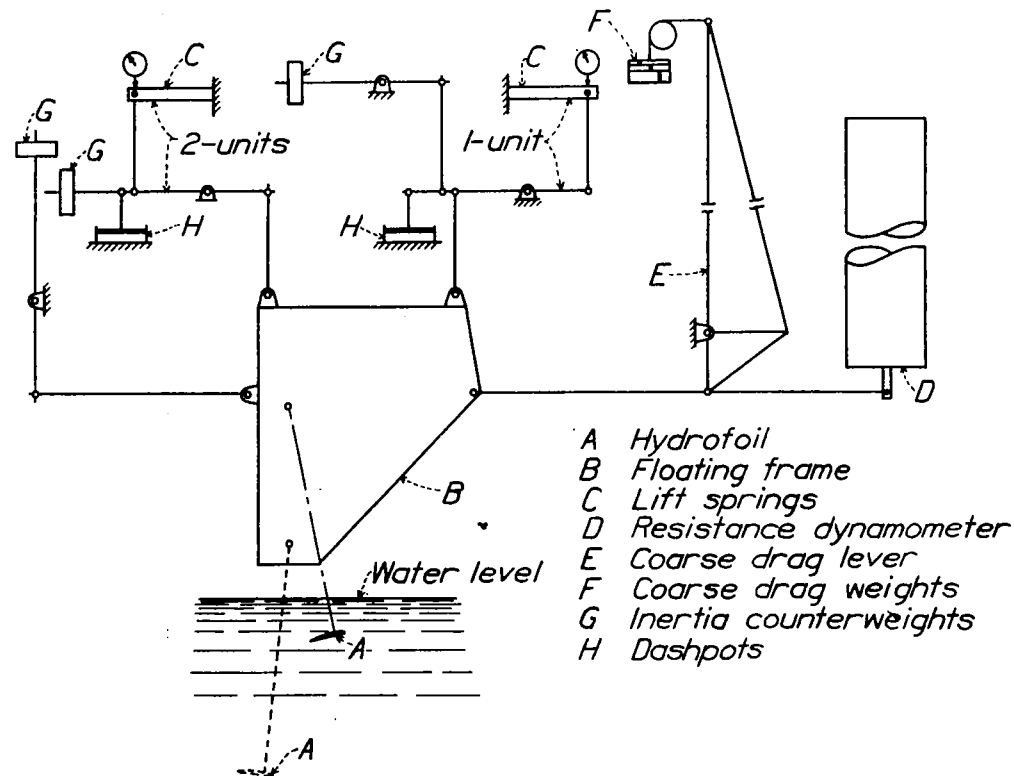 F
C
G
C
G
2-units
1-unit
G
H
H
E
D
B
Water level
A
A
A Hydrofoil
B Floating frame
C Lift springs
D Resistance dynamometer
E Coarse drag lever
F Coarse drag weights
G Inertia counterweights
H Dashpots